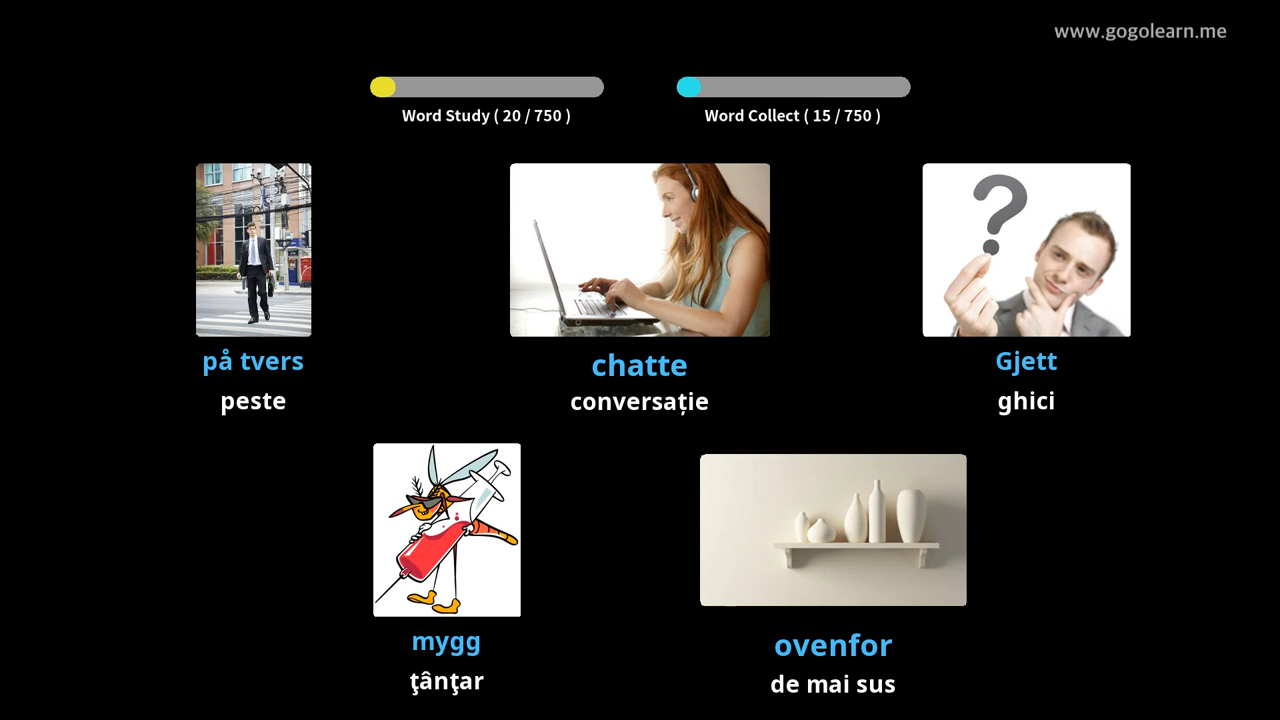 www.gogolearn.me
Word Study ( 20 / 750 )
Word Collect ( 15 / 750 )
på tvers
peste
chatte
conversație
Gjett
ghici
mygg
ţânţar
ovenfor
de mai sus